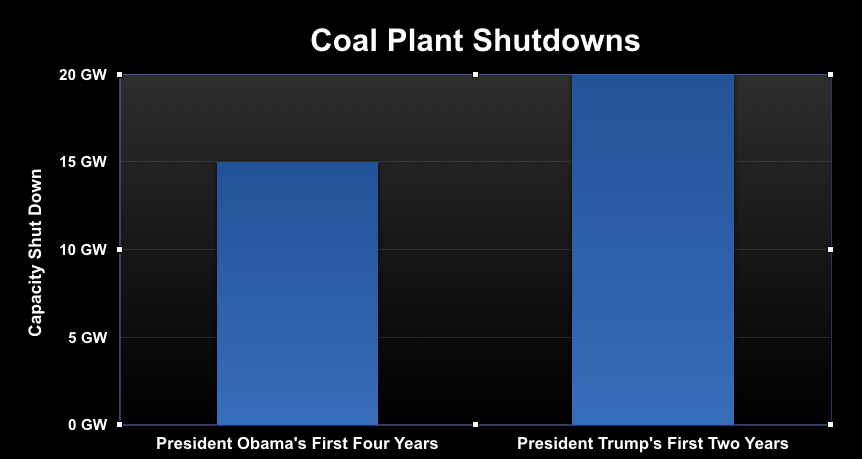 Coal Plant Shutdowns
Capacity Shut Down
20 GW
15 GW
10 GW
5 GW
0 GW
President Obama's First Four Years
President Trump's First Two Years